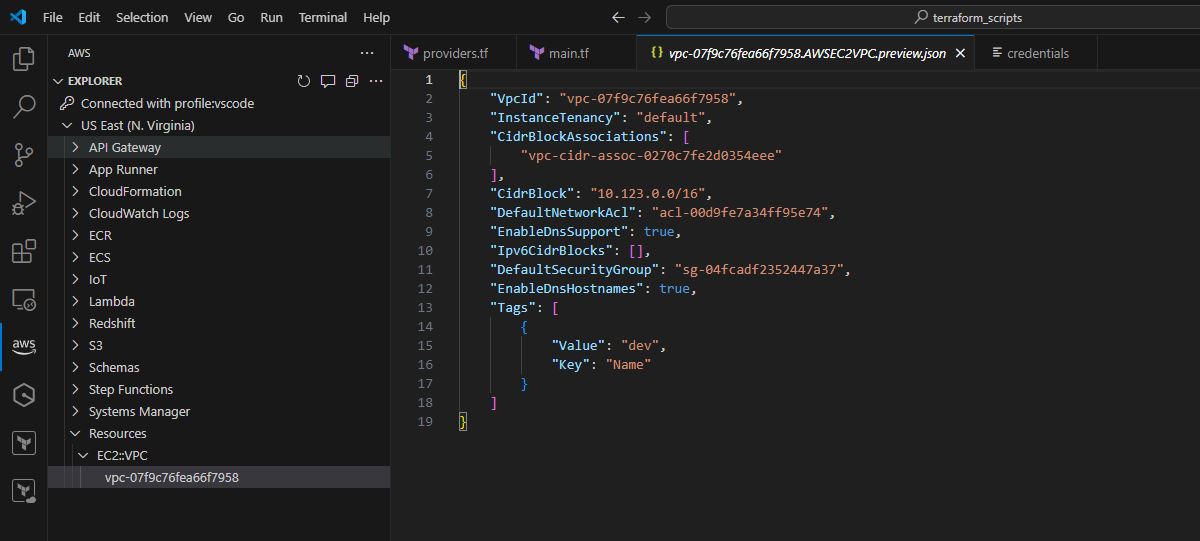 File Edit Selection View Go Run Terminal Help
terraform_scripts
AWS
EXPLORER
Connected with profile:vscode
US East (N. Virginia)
API Gateway
App Runner
CloudFormation
CloudWatch Logs
ECR
ECS
IoT
Lambda
Redshift
S3
Schemas
Step Functions
Systems Manager
Resources
EC2::VPC
vpc-07f9c76fea66f7958
aws
providers.tf main.tf {} vpc-07f9c76fea66f7958.AWSEC2VPC.preview.json credentials
1 {
2 "VpcId": "vpc-07f9c76fea66f7958",
3 "InstanceTenancy": "default",
4 "CidrBlockAssociations": [
5 "vpc-cidr-assoc-0270c7fe2d0354eee"
6 ],
7 "CidrBlock": "10.123.0.0/16",
8 "DefaultNetworkAcl": "acl-00d9fe7a34ff95e74",
9 "EnableDnsSupport": true,
10 "Ipv6CidrBlocks": [],
11 "DefaultSecurityGroup": "sg-04fcadf2352447a37",
12 "EnableDnsHostnames": true,
13 "Tags": [
14 {
15 "Value": "dev",
16 "Key": "Name"
17 }
18 ]
19 }